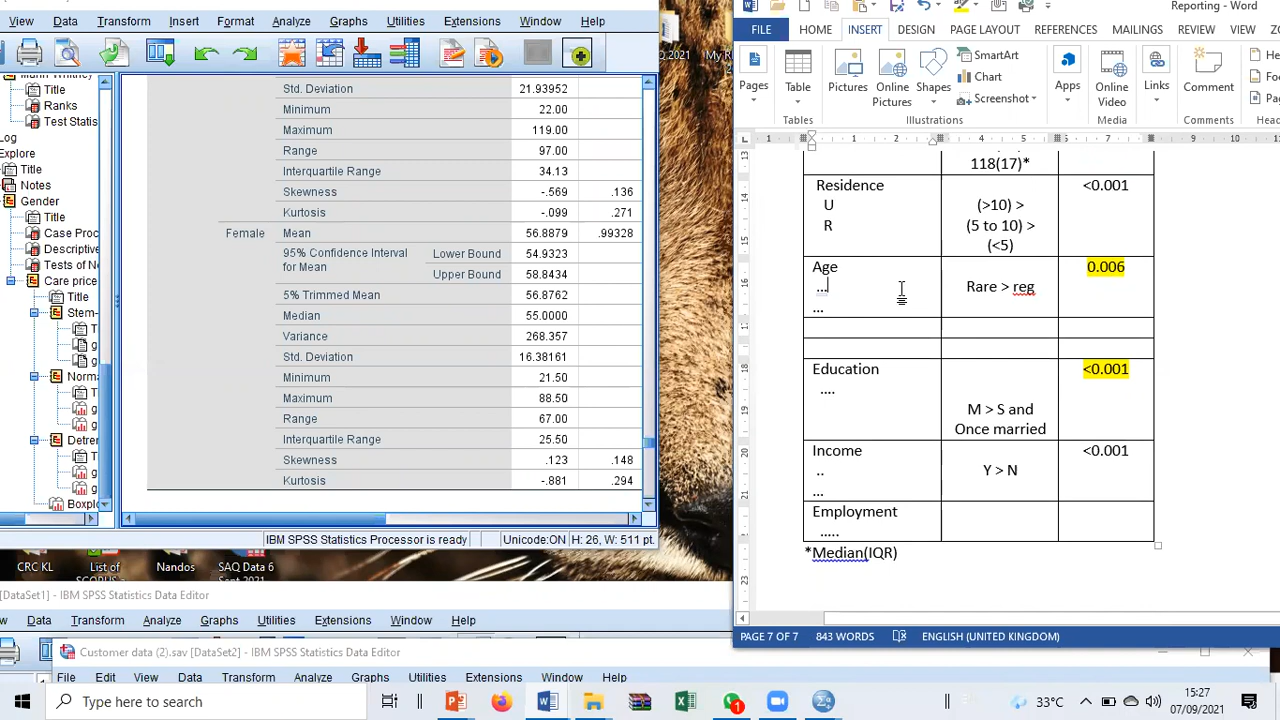 Transform Insert Format Analyze Graphs Utilities Extensions Window Help
Title
Ranks
Test Statis
Log
Explore
Title
Notes
Gender
Title
Case Proc
Descriptive
Tests of N
Care price
Title
Stem-
T
Norma
T
g
g
Detre
T
g
g
Boxplo
Std. Deviation 21.93952
Minimum 22.00
Maximum 119.00
Range 97.00
Interquartile Range 34.13
Skewness -.569 .136
Kurtosis -.099 .271
Female Mean 56.8879 .99328
95% Confidence Interval for Mean Lower Bound 54.9323
Upper Bound 58.8434
5% Trimmed Mean 56.8762
Median 55.0000
Variance 268.357
Std. Deviation 16.38161
Minimum 21.50
Maximum 88.50
Range 67.00
Interquartile Range 25.50
Skewness .123 .148
Kurtosis -.881 .294
IBM SPSS Statistics Processor is ready Unicode:ON H: 26, W: 511 pt.
2021 My R
Reporting - Word
FILE HOME INSERT DESIGN PAGE LAYOUT REFERENCES MAILINGS REVIEW VIEW
Pages Table Pictures Online Pictures Shapes SmartArt Chart Screenshot Apps Online Video Links Comment
Tables Illustrations Media Comments
118(17)*
Residence <0.001
U (>10) >
R (5 to 10) >
(<5)
Age 0.006
... Rare > reg
...
Education <0.001
....
M > S and
Once married
Income <0.001
.. Y > N
...
Employment
.....
*Median(IQR)
PAGE 7 OF 7 843 WORDS ENGLISH (UNITED KINGDOM)
CRC KL List of Nandos SAQ Data 6
Sept 2021
[DataSet1] - IBM SPSS Statistics Data Editor
Data Transform Analyze Graphs Utilities Extensions Window Help
Customer data (2).sav [DataSet2] - IBM SPSS Statistics Data Editor
File Edit View Data Transform Analyze Graphs Utilities Extensions Window Help
Type here to search
1
33°C
15:27
07/09/2021